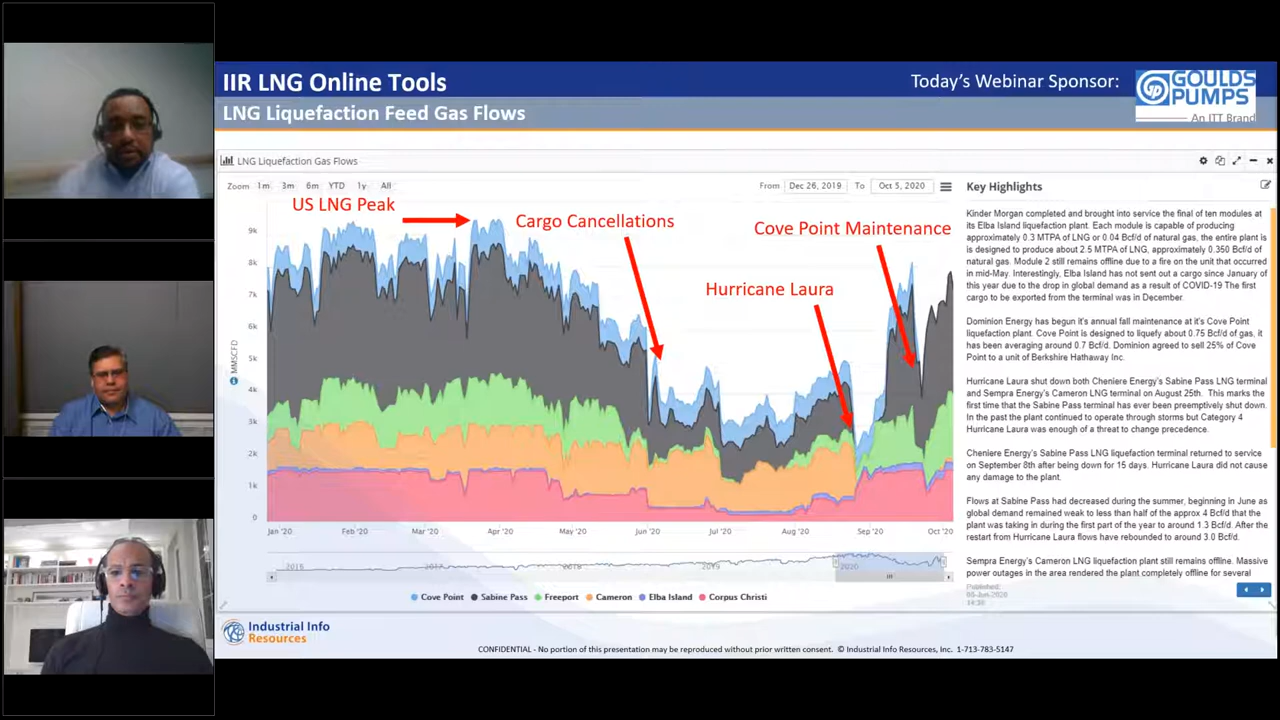 IIR LNG Online Tools
Today's Webinar Sponsor:
GOULDS
PUMPS
An ITT Brand
LNG Liquefaction Feed Gas Flows
LNG Liquefaction Gas Flows
Zoom 1m 3m 6m YTD 1y All
From Dec 26, 2019 To Oct 5, 2020
US LNG Peak
Cargo Cancellations
Cove Point Maintenance
Hurricane Laura
9k
8k
7k
6k
5k
4k
3k
2k
1k
0
MMSCFD
Jan '20 Feb '20 Mar '20 Apr '20 May '20 Jun '20 Jul '20 Aug '20 Sep '20 Oct '20
2016 2017 2018 2019 2020
Cove Point Sabine Pass Freeport Cameron Elba Island Corpus Christi
Key Highlights
Kinder Morgan completed and brought into service the final of ten modules at
its Elba Island liquefaction plant. Each module is capable of producing
approximately 0.3 MTPA of LNG or 0.04 Bcf/d of natural gas, the entire plant is
is designed to produce about 2.5 MTPA of LNG, approximately 0.350 Bcf/d of
natural gas. Module 2 still remains offline due to a fire on the unit that occurred
in mid-May. Interestingly, Elba Island has not sent out a cargo since January of
this year due to the drop in global demand as a result of COVID-19 The first
cargo to be exported from the terminal was in December.
Dominion Energy has begun it's annual fall maintenance at it's Cove Point
liquefaction plant. Cove Point is designed to liquefy about 0.75 Bcf/d of gas, it
has been averaging around 0.7 Bcf/d. Dominion agreed to sell 25% of Cove
Point to a unit of Berkshire Hathaway Inc.
Hurricane Laura shut down both Cheniere Energy's Sabine Pass LNG terminal
and Sempra Energy's Cameron LNG terminal on August 25th. This marks the
first time that the Sabine Pass terminal has ever been preemptively shut down.
In the past the plant continued to operate through storms but Category 4
Hurricane Laura was enough of a threat to change precedence.
Cheniere Energy's Sabine Pass LNG liquefaction terminal returned to service
on September 8th after being down for 15 days. Hurricane Laura did not cause
any damage to the plant.
Flows at Sabine Pass had decreased during the summer, beginning in June as
global demand remained weak to less than half of the approx 4 Bcf/d that the
plant was taking in during the first part of the year to around 1.3 Bcf/d. After the
restart from Hurricane Laura flows have rebounded to around 3.0 Bcf/d.
Sempra Energy's Cameron LNG liquefaction plant still remains offline. Massive
power outages in the area rendered the plant completely offline for several
Published:
Industrial Info
Resources
CONFIDENTIAL - No portion of this presentation may be reproduced without prior written consent. © Industrial Info Resources, Inc. 1-713-783-5147